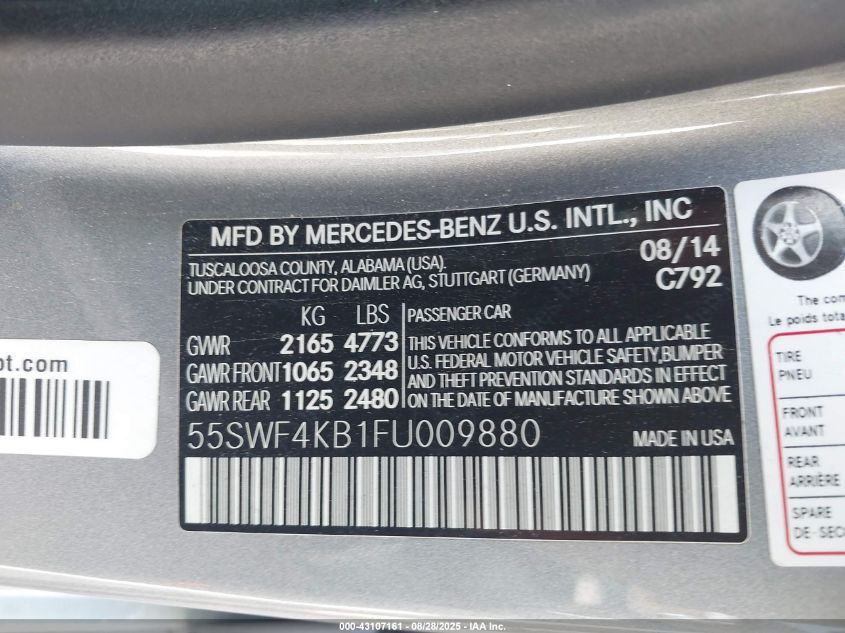 MFD BY MERCEDES-BENZ U.S. INTL., INC
TUSCALOOSA COUNTY, ALABAMA (USA).
UNDER CONTRACT FOR DAIMLER AG, STUTTGART (GERMANY)
08/14
C792
KG LBS
GVWR 2165 4773
GAWR FRONT 1065 2348
GAWR REAR 1125 2480
PASSENGER CAR
THIS VEHICLE CONFORMS TO ALL APPLICABLE
U.S. FEDERAL MOTOR VEHICLE SAFETY, BUMPER
AND THEFT PREVENTION STANDARDS IN EFFECT
ON THE DATE OF MANUFACTURE SHOWN ABOVE
55SWF4KB1FU009880
MADE IN USA
pt.com
The com
Le poids tota
TIRE
PNEU
FRONT
AVANT
REAR
ARRIÈRE
SPARE
DE-SEC
000-43107161 - 08/28/2025 - IAA Inc.